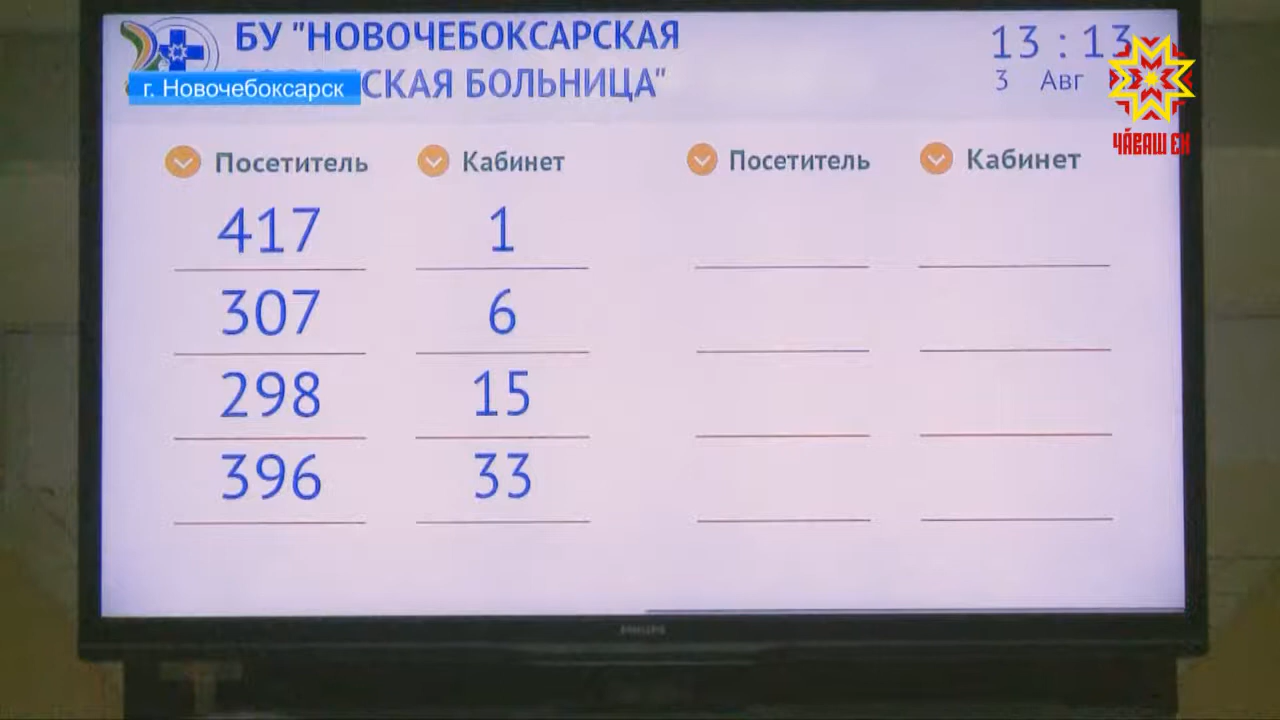 БУ "НОВОЧЕБОКСАРСКАЯ
СКАЯ БОЛЬНИЦА"
г. Новочебоксарск
13 : 13
3 Авг
ЧӐВАШ ЕН
Посетитель Кабинет Посетитель Кабинет
417 1
307 6
298 15
396 33
PHILIPS